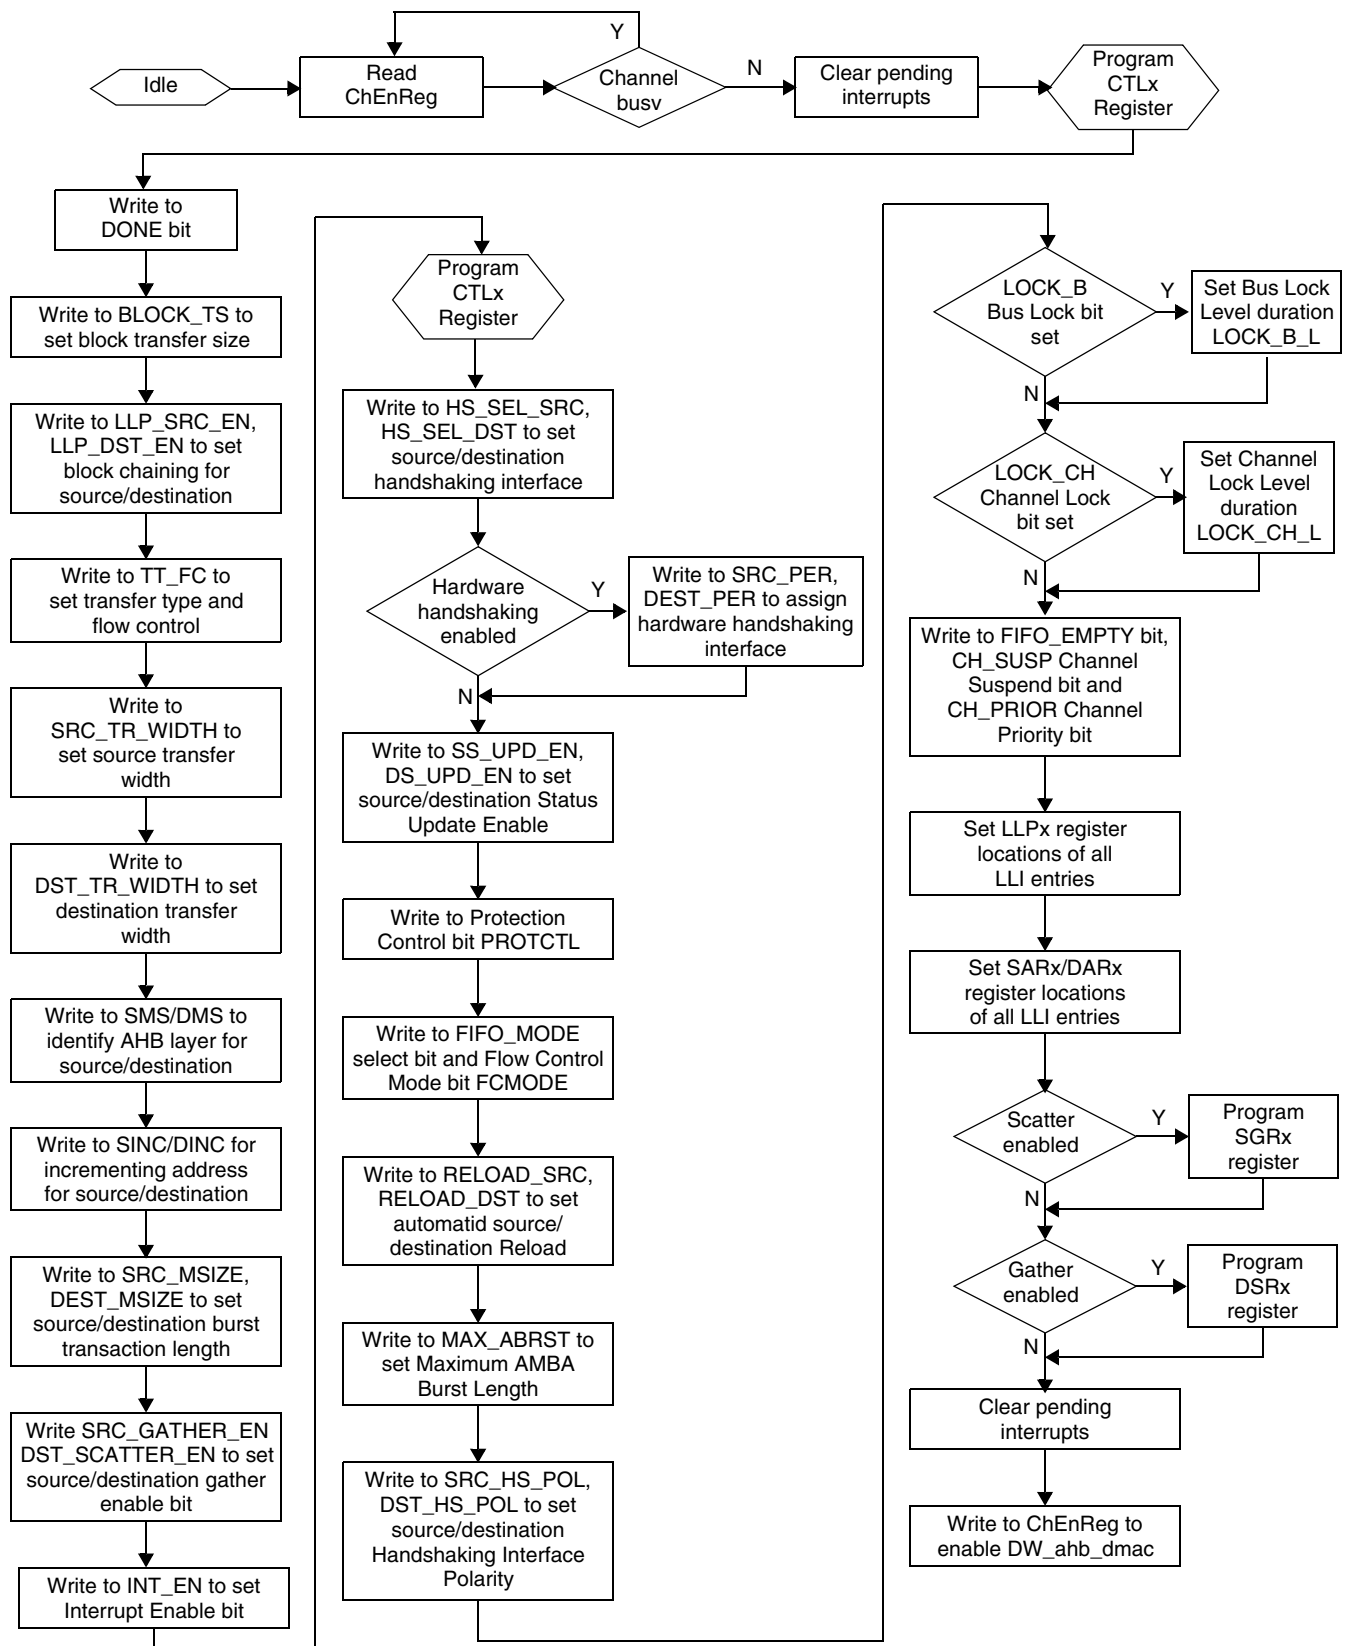 Idle
Read
ChEnReg
Y
Channel
busv
N
Clear pending
interrupts
Program
CTLx
Register
Write to
DONE bit
Write to BLOCK_TS to
set block transfer size
Write to LLP_SRC_EN,
LLP_DST_EN to set
block chaining for
source/destination
Write to TT_FC to
set transfer type and
flow control
Write to
SRC_TR_WIDTH to
set source transfer
width
Write to
DST_TR_WIDTH to set
destination transfer
width
Write to SMS/DMS to
identify AHB layer for
source/destination
Write to SINC/DINC for
incrementing address
for source/destination
Write to SRC_MSIZE,
DEST_MSIZE to set
source/destination burst
transaction length
Write SRC_GATHER_EN
DST_SCATTER_EN to set
source/destination gather
enable bit
Write to INT_EN to set
Interrupt Enable bit
Program
CTLx
Register
Write to HS_SEL_SRC,
HS_SEL_DST to set
source/destination
handshaking interface
Hardware
handshaking
enabled
Y
Write to SRC_PER,
DEST_PER to assign
hardware handshaking
interface
N
Write to SS_UPD_EN,
DS_UPD_EN to set
source/destination Status
Update Enable
Write to Protection
Control bit PROTCTL
Write to FIFO_MODE
select bit and Flow Control
Mode bit FCMODE
Write to RELOAD_SRC,
RELOAD_DST to set
automatid source/
destination Reload
Write to MAX_ABRST to
set Maximum AMBA
Burst Length
Write to SRC_HS_POL,
DST_HS_POL to set
source/destination
Handshaking Interface
Polarity
LOCK_B
Bus Lock bit
set
Y
Set Bus Lock
Level duration
LOCK_B_L
N
LOCK_CH
Channel Lock
bit set
Y
Set Channel
Lock Level
duration
LOCK_CH_L
N
Write to FIFO_EMPTY bit,
CH_SUSP Channel
Suspend bit and
CH_PRIOR Channel
Priority bit
Set LLPx register
locations of all
LLI entries
Set SARx/DARx
register locations
of all LLI entries
Scatter
enabled
Y
Program
SGRx
register
N
Gather
enabled
Y
Program
DSRx
register
N
Clear pending
interrupts
Write to ChEnReg to
enable DW_ahb_dmac